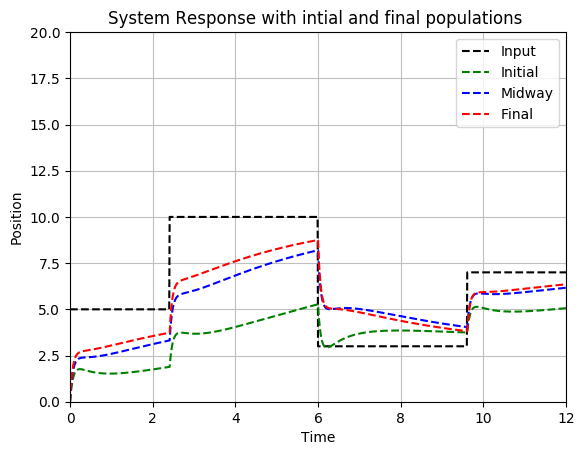 System Response with intial and final populations
20.0
17.5
15.0
12.5
10.0
7.5
5.0
2.5
0.0
Position
Input
Initial
Midway
Final
0 2 4 6 8 10 12
Time